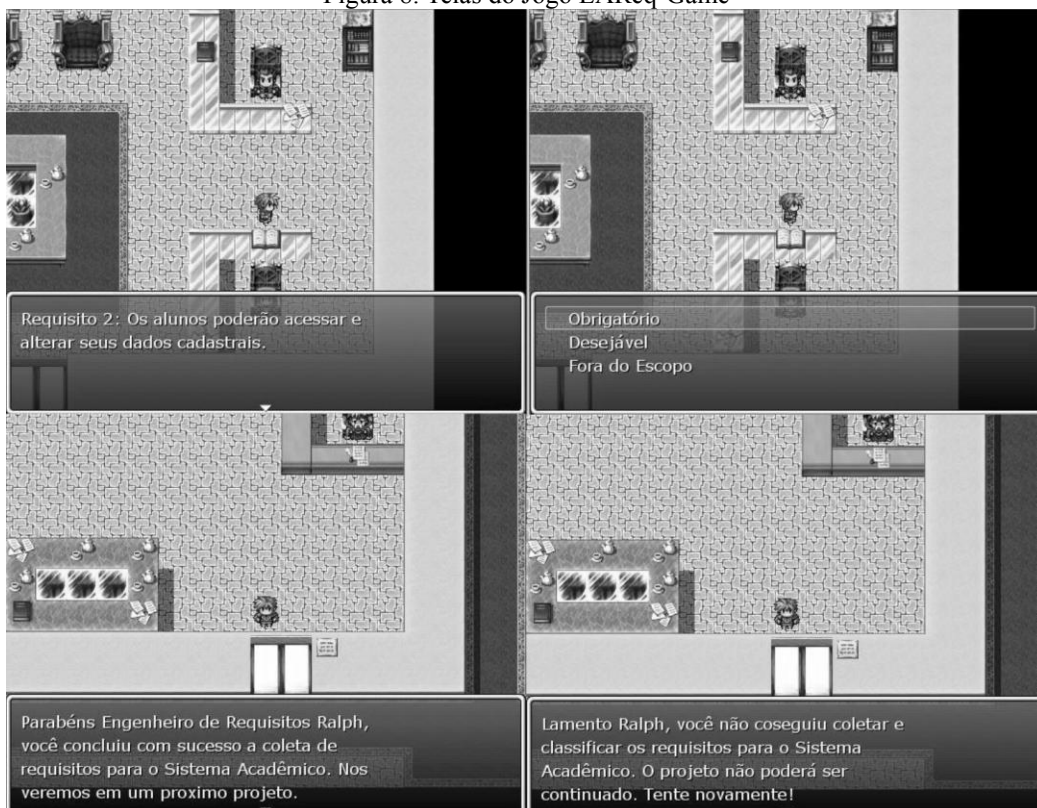 Figura 8: Telas do Jogo EAReq-Game
Requisito 2: Os alunos poderão acessar e
alterar seus dados cadastrais.
Obrigatório
Desejável
Fora do Escopo
Parabéns Engenheiro de Requisitos Ralph,
você concluiu com sucesso a coleta de
requisitos para o Sistema Acadêmico. Nos
veremos em um proximo projeto.
Lamento Ralph, você não coseguiu coletar e
classificar os requisitos para o Sistema
Acadêmico. O projeto não poderá ser
continuado. Tente novamente!